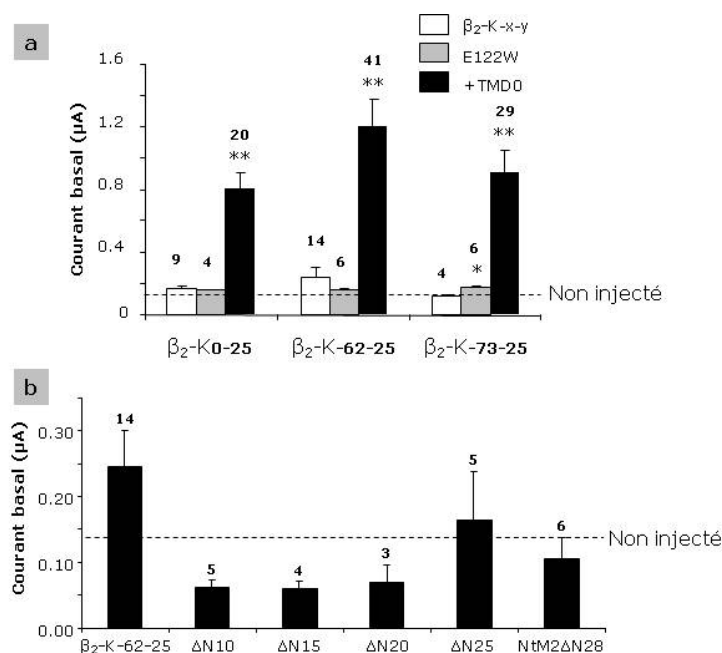 a
β₂-K-x-y
E122W
+TMD0
Courant basal (µA)
1.6
1.2
0.8
0.4
0
9
4
20
**
14
6
41
**
4
6
*
29
**
Non injecté
β₂-K0-25
β₂-K-62-25
β₂-K-73-25
b
Courant basal (µA)
0.30
0.20
0.10
0.00
14
5
4
3
5
6
Non injecté
β₂-K-62-25
ΔN10
ΔN15
ΔN20
ΔN25
NtM2ΔN28